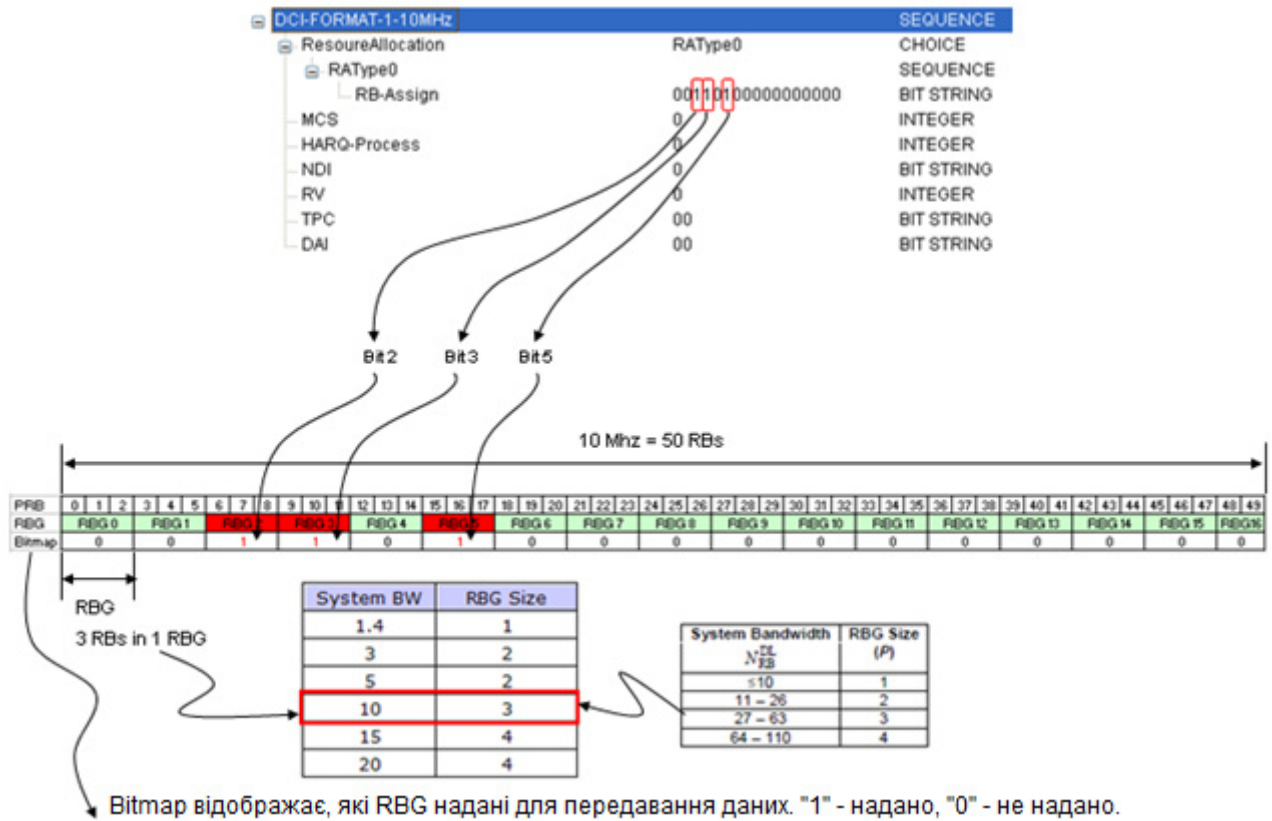 DCI-FORMAT-1-10MHz SEQUENCE
ResoureAllocation RAType0 CHOICE
RAType0 SEQUENCE
RB-Assign 00110100000000000 BIT STRING
MCS 0 INTEGER
HARQ-Process 0 INTEGER
NDI 0 BIT STRING
RV 0 INTEGER
TPC 00 BIT STRING
DAI 00 BIT STRING
Bit2 Bit3 Bit5
10 Mhz = 50 RBs
PRB 0 1 2 3 4 5 6 7 8 9 10 11 12 13 14 15 16 17 18 19 20 21 22 23 24 25 26 27 28 29 30 31 32 33 34 35 36 37 38 39 40 41 42 43 44 45 46 47 48 49
RBG RBG 0 RBG 1 RBG 2 RBG 3 RBG 4 RBG 5 RBG 6 RBG 7 RBG 8 RBG 9 RBG 10 RBG 11 RBG 12 RBG 13 RBG 14 RBG 15 RBG16
Bitmap 0 0 1 1 0 1 0 0 0 0 0 0 0 0 0 0 0
RBG
3 RBs in 1 RBG
System BW RBG Size
1.4 1
3 2
5 2
10 3
15 4
20 4
System Bandwidth RBG Size
N^DL_RB (P)
≤10 1
11 – 26 2
27 – 63 3
64 – 110 4
Bitmap відображає, які RBG надані для передавання даних. "1" - надано, "0" - не надано.